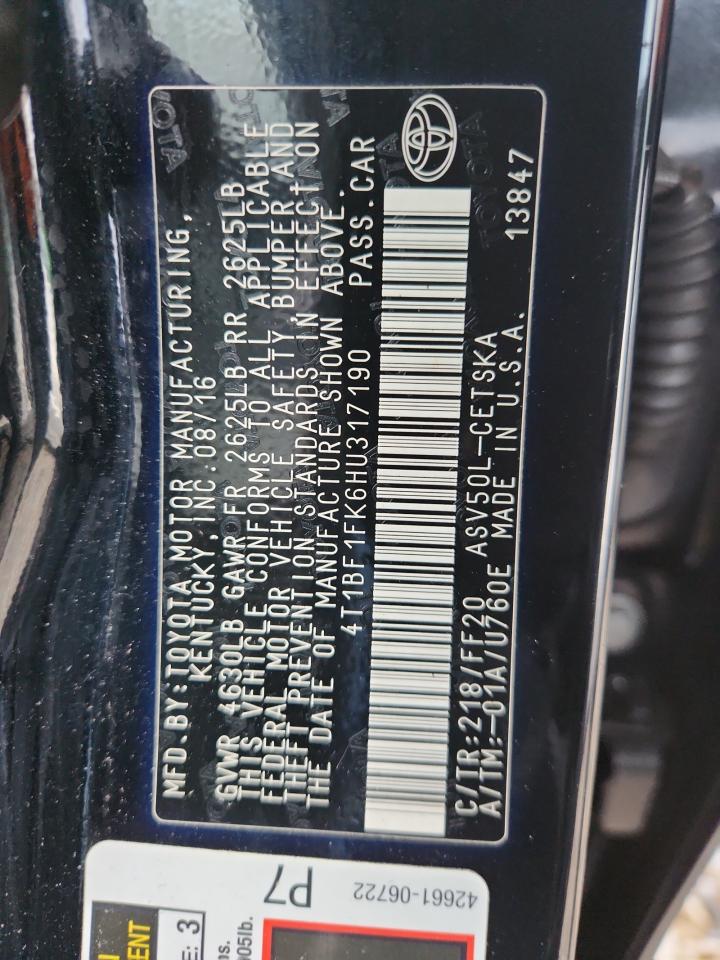 MFD.BY:TOYOTA MOTOR MANUFACTURING,
KENTUCKY,INC.08/16
GVWR 4630LB GAWR FR 2625LB RR 2625LB
THIS VEHICLE CONFORMS TO ALL APPLICABLE
FEDERAL MOTOR VEHICLE SAFETY,BUMPER AND
THEFT PREVENTION STANDARDS IN EFFECT ON
THE DATE OF MANUFACTURE SHOWN ABOVE.
4T1BF1FK6HU317190 PASS.CAR
C/TR:218/FF20 ASV50L-CETSKA
A/TM:-01A/U760E MADE IN U.S.A. 13847
TOYOTA
P7
42661-06722
E: 3
005lb.